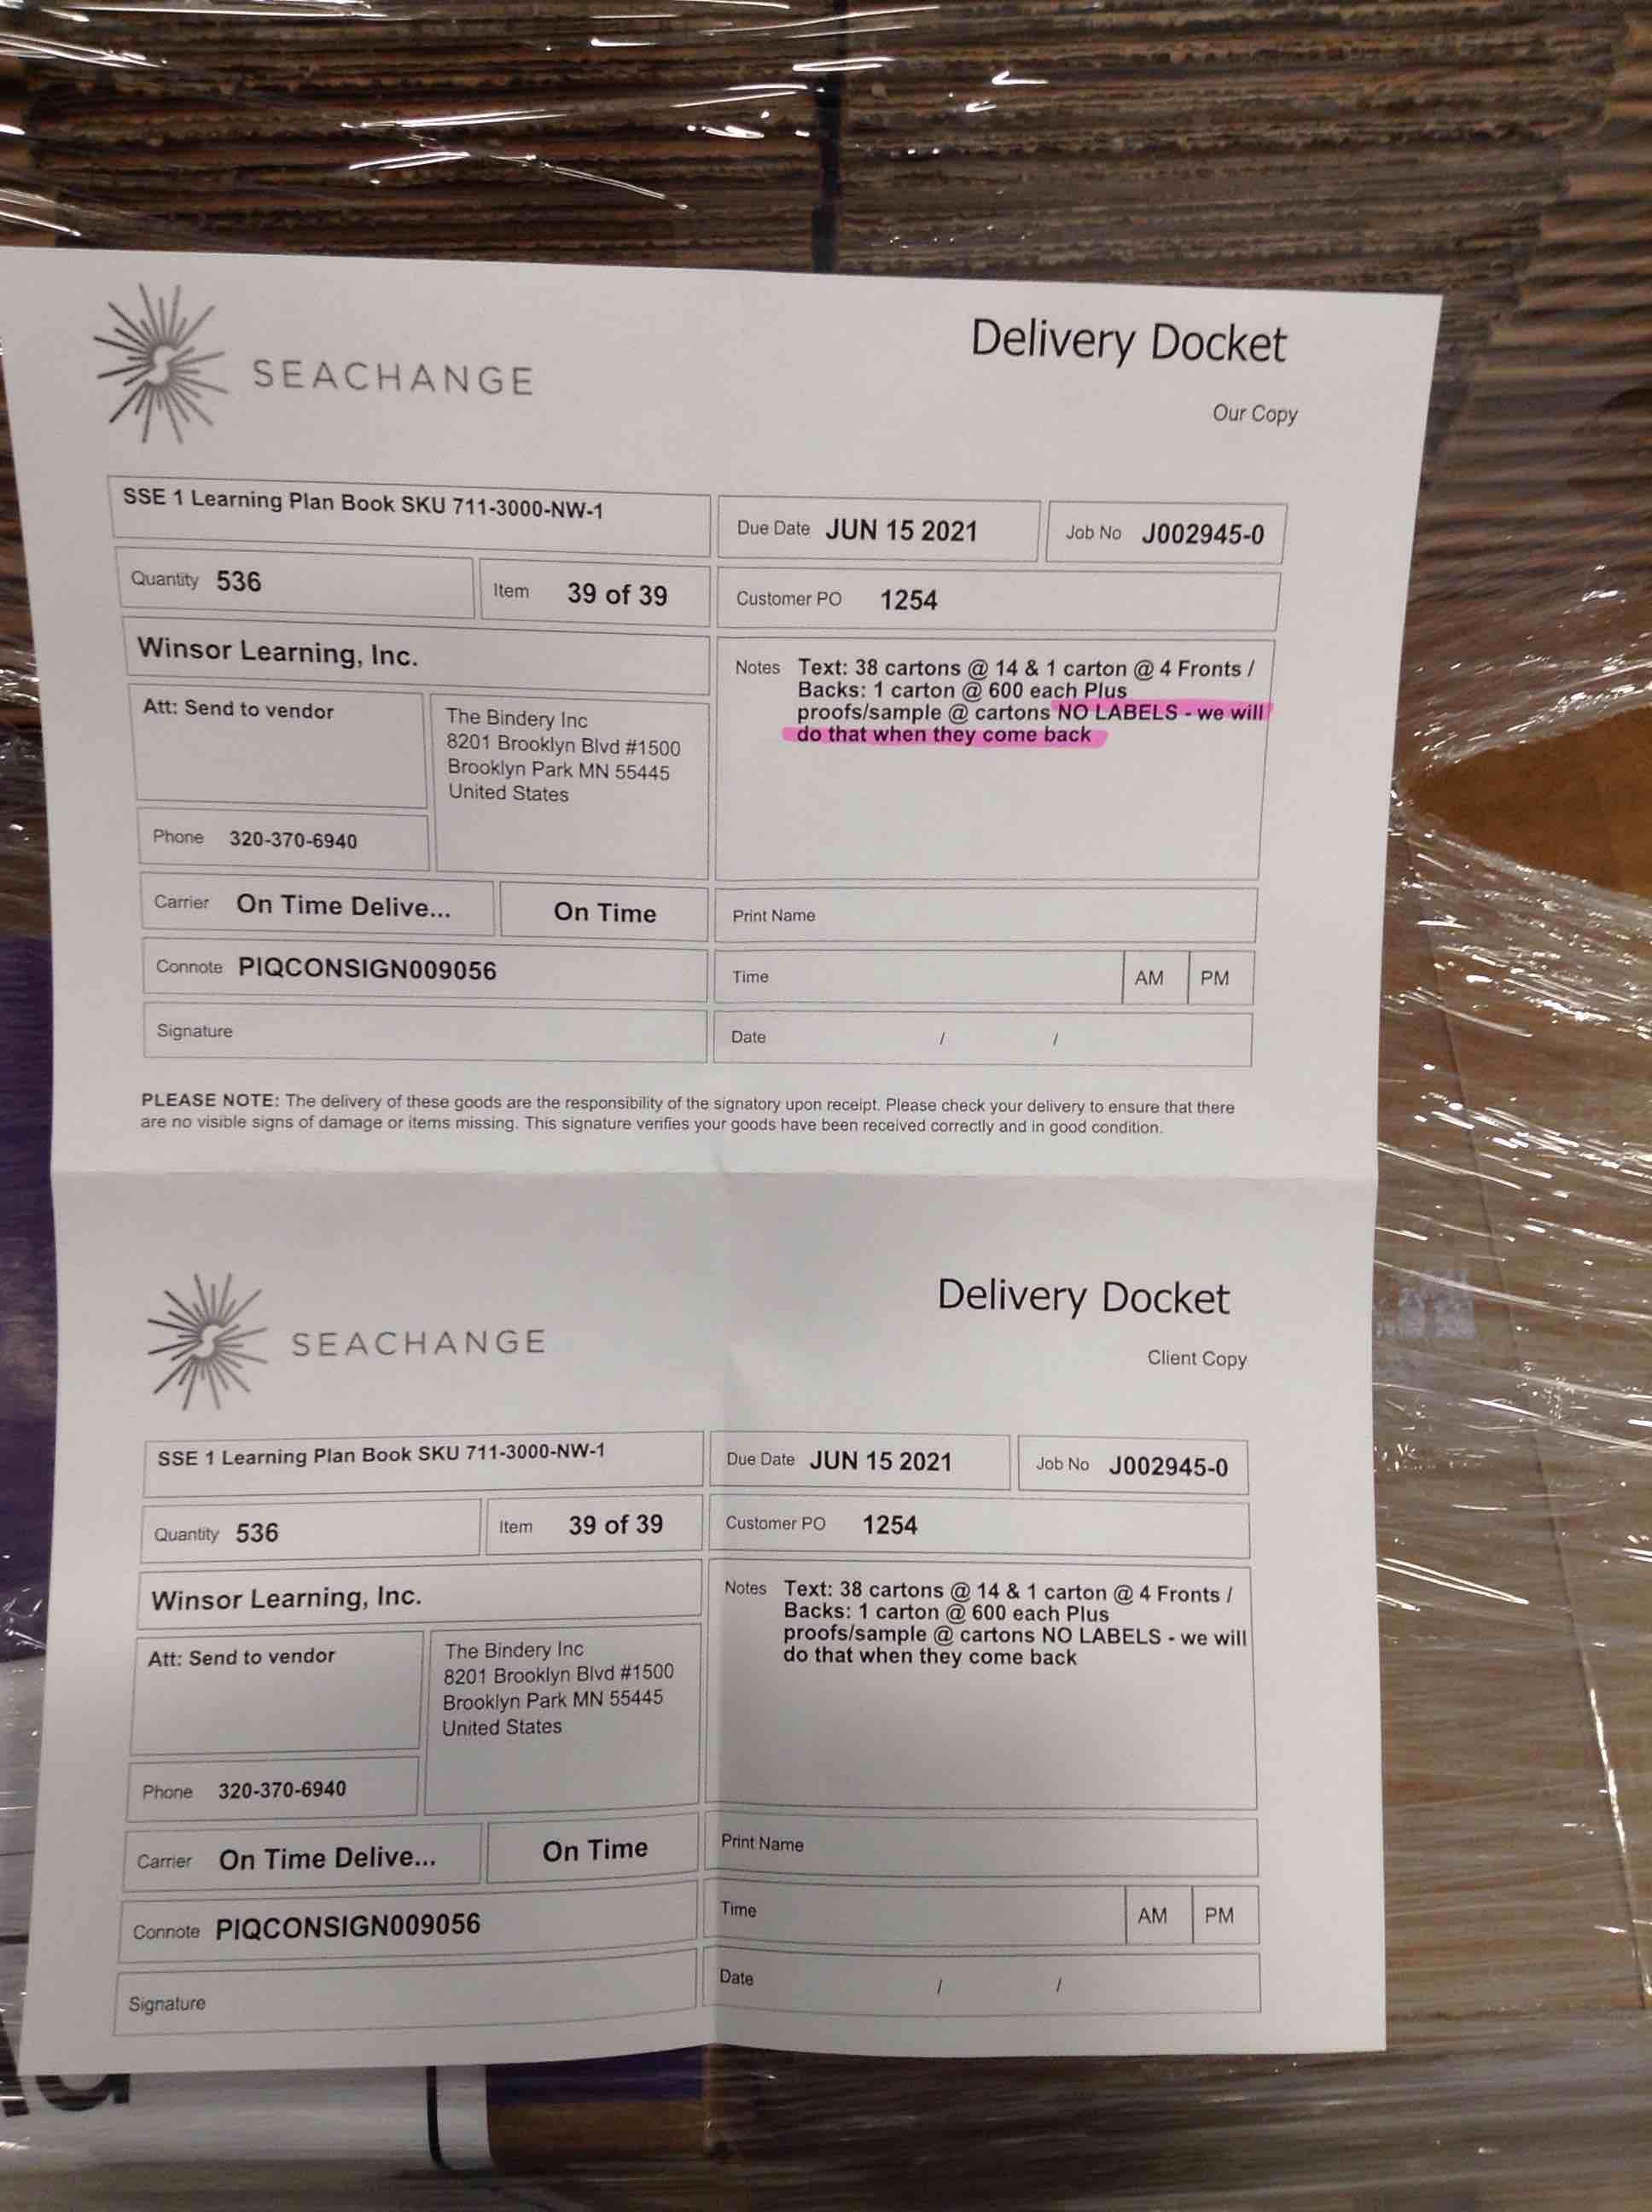 SEACHANGE
Delivery Docket
Our Copy
SSE 1 Learning Plan Book SKU 711-3000-NW-1
Due Date JUN 15 2021
Job No J002945-0
Quantity 536
Item 39 of 39
Customer PO 1254
Winsor Learning, Inc.
Notes Text: 38 cartons @ 14 & 1 carton @ 4 Fronts /
Backs: 1 carton @ 600 each Plus
proofs/sample @ cartons NO LABELS - we will
do that when they come back
Att: Send to vendor
The Bindery Inc
8201 Brooklyn Blvd #1500
Brooklyn Park MN 55445
United States
Phone 320-370-6940
Carrier On Time Delive...
On Time
Print Name
Connote PIQCONSIGN009056
Time
AM
PM
Signature
Date / /
PLEASE NOTE: The delivery of these goods are the responsibility of the signatory upon receipt. Please check your delivery to ensure that there
are no visible signs of damage or items missing. This signature verifies your goods have been received correctly and in good condition.
SEACHANGE
Delivery Docket
Client Copy
SSE 1 Learning Plan Book SKU 711-3000-NW-1
Due Date JUN 15 2021
Job No J002945-0
Quantity 536
Item 39 of 39
Customer PO 1254
Winsor Learning, Inc.
Notes Text: 38 cartons @ 14 & 1 carton @ 4 Fronts /
Backs: 1 carton @ 600 each Plus
proofs/sample @ cartons NO LABELS - we will
do that when they come back
Att: Send to vendor
The Bindery Inc
8201 Brooklyn Blvd #1500
Brooklyn Park MN 55445
United States
Phone 320-370-6940
Carrier On Time Delive...
On Time
Print Name
Connote PIQCONSIGN009056
Time
AM
PM
Signature
Date / /